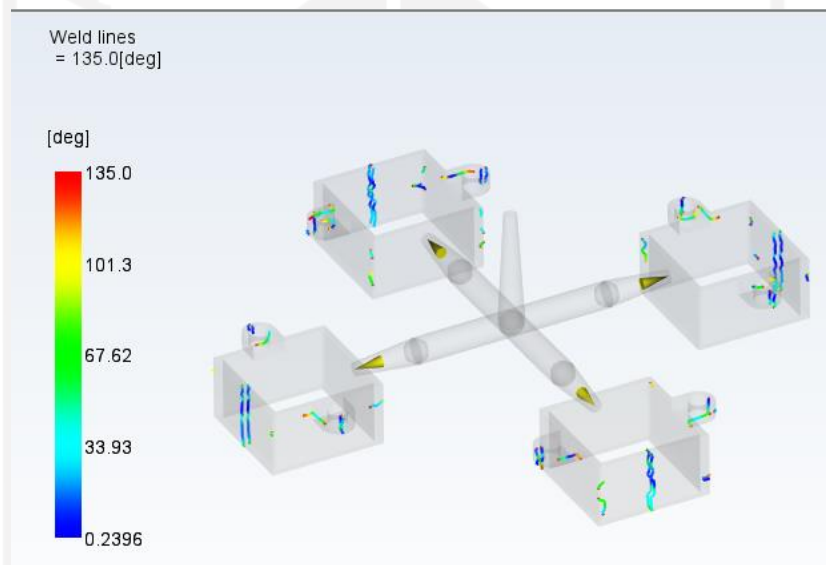 Weld lines
= 135.0[deg]
[deg]
135.0
101.3
67.62
33.93
0.2396